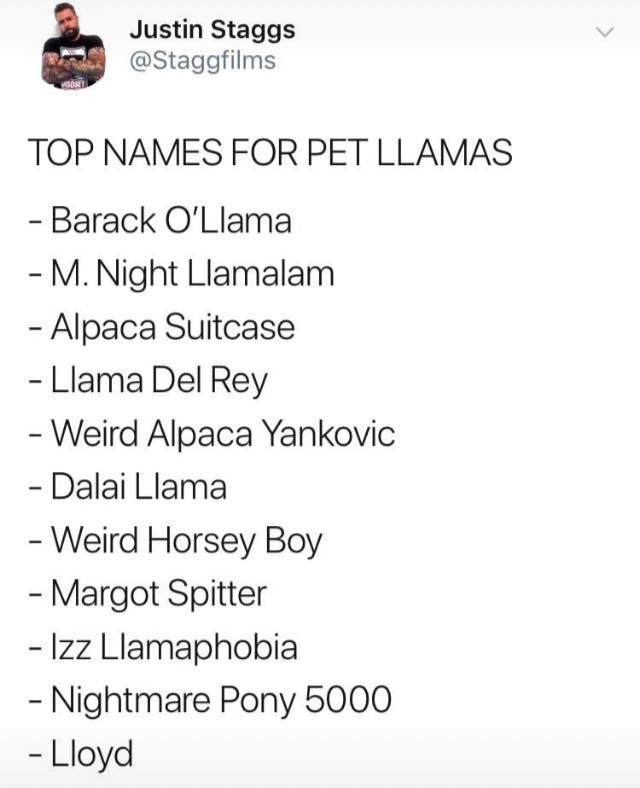 Justin Staggs
@Staggfilms
TOP NAMES FOR PET LLAMAS
- Barack O'Llama
- M. Night Llamalam
- Alpaca Suitcase
- Llama Del Rey
- Weird Alpaca Yankovic
- Dalai Llama
- Weird Horsey Boy
- Margot Spitter
- Izz Llamaphobia
- Nightmare Pony 5000
- Lloyd